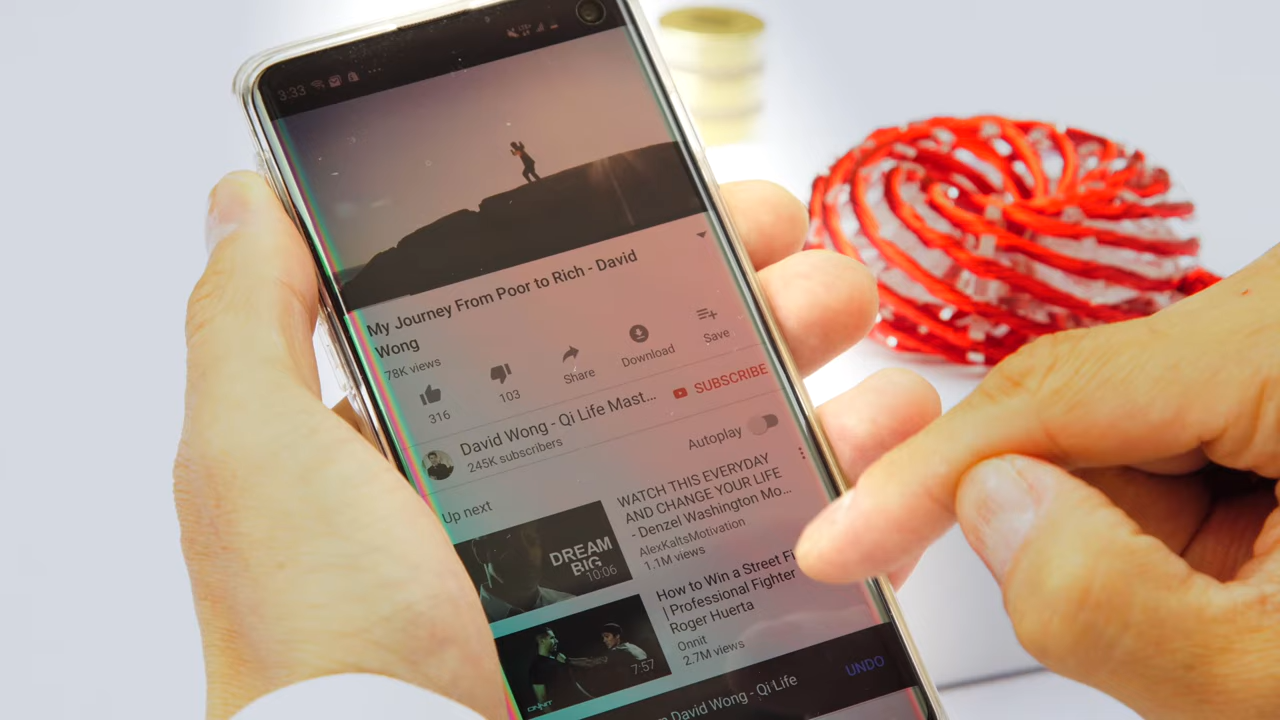 3:33
My Journey From Poor to Rich - David
Wong
78K views
316
103
Share
Download
Save
David Wong - Qi Life Mast...
245K subscribers
SUBSCRIBE
Autoplay
Up next
DREAM
BIG
10:06
WATCH THIS EVERYDAY
AND CHANGE YOUR LIFE
- Denzel Washington Mo...
AlexKaltsMotivation
1.1M views
ONNIT
7:57
How to Win a Street Fi
| Professional Fighter
Roger Huerta
Onnit
2.7M views
David Wong - Qi Life
UNDO